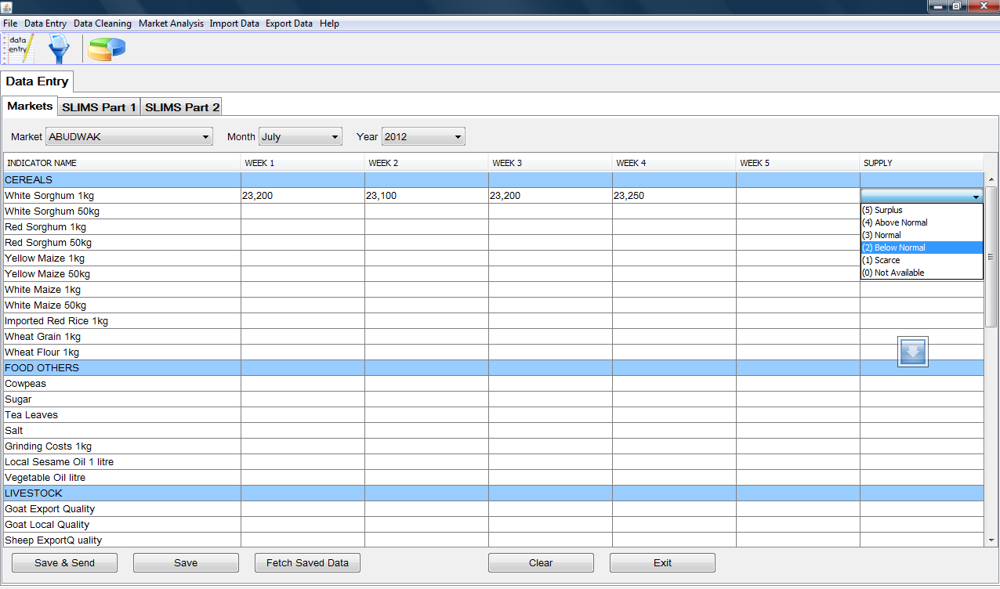 File Data Entry Data Cleaning Market Analysis Import Data Export Data Help
data
entry
Data Entry
Markets SLIMS Part 1 SLIMS Part 2
Market ABUDWAK Month July Year 2012
INDICATOR NAME WEEK 1 WEEK 2 WEEK 3 WEEK 4 WEEK 5 SUPPLY
CEREALS
White Sorghum 1kg 23,200 23,100 23,200 23,250
White Sorghum 50kg (5) Surplus
Red Sorghum 1kg (4) Above Normal
Red Sorghum 50kg (3) Normal
Yellow Maize 1kg (2) Below Normal
Yellow Maize 50kg (1) Scarce
(0) Not Available
White Maize 1kg
White Maize 50kg
Imported Red Rice 1kg
Wheat Grain 1kg
Wheat Flour 1kg
FOOD OTHERS
Cowpeas
Sugar
Tea Leaves
Salt
Grinding Costs 1kg
Local Sesame Oil 1 litre
Vegetable Oil litre
LIVESTOCK
Goat Export Quality
Goat Local Quality
Sheep ExportQ uality
Save & Send Save Fetch Saved Data Clear Exit